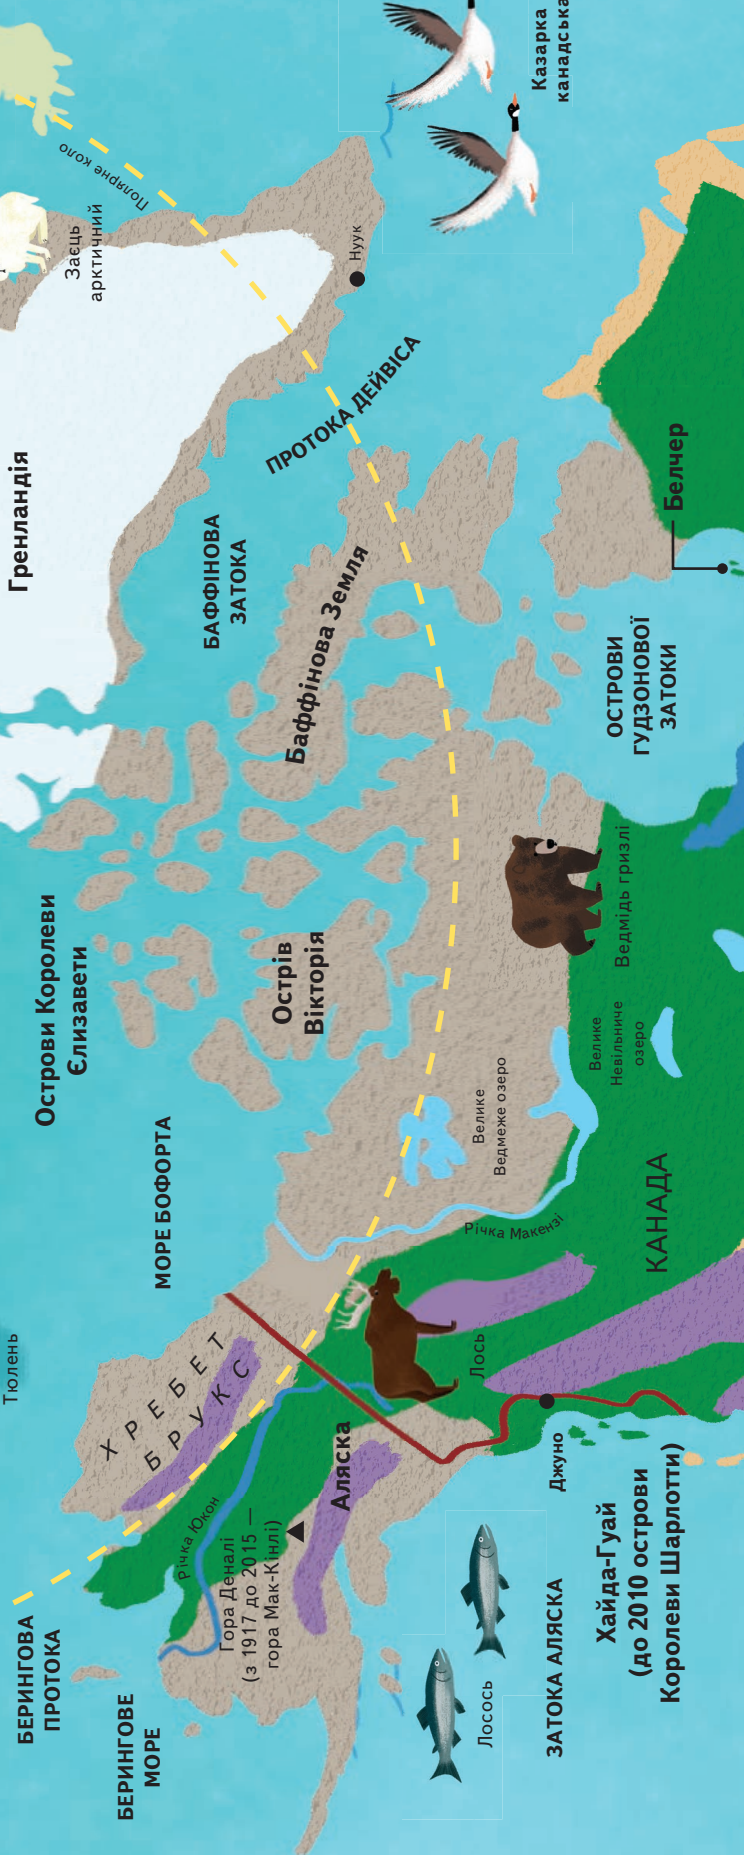 Тюлень
БЕРИНГОВА
ПРОТОКА
БЕРИНГОВЕ
МОРЕ
ХРЕБЕТ
БРУКС
Річка Юкон
Гора Деналі
(з 1917 до 2015 —
гора Мак-Кінлі)
Аляска
Лосось
ЗАТОКА АЛЯСКА
Хайда-Гуай
(до 2010 острови
Королеви Шарлотти)
Джуно
Лось
МОРЕ БОФОРТА
Річка Макензі
КАНАДА
Велике
Ведмеже озеро
Велике
Невільниче
озеро
Острови Королеви
Єлизавети
Острів
Вікторія
Ведмідь гризлі
Баффінова Земля
БАФФІНОВА
ЗАТОКА
ОСТРОВИ
ГУДЗОНОВОЇ
ЗАТОКИ
Белчер
Гренландія
ПРОТОКА ДЕЙВІСА
Нуук
Заєць
арктичний
Полярне коло
Казарка
канадська